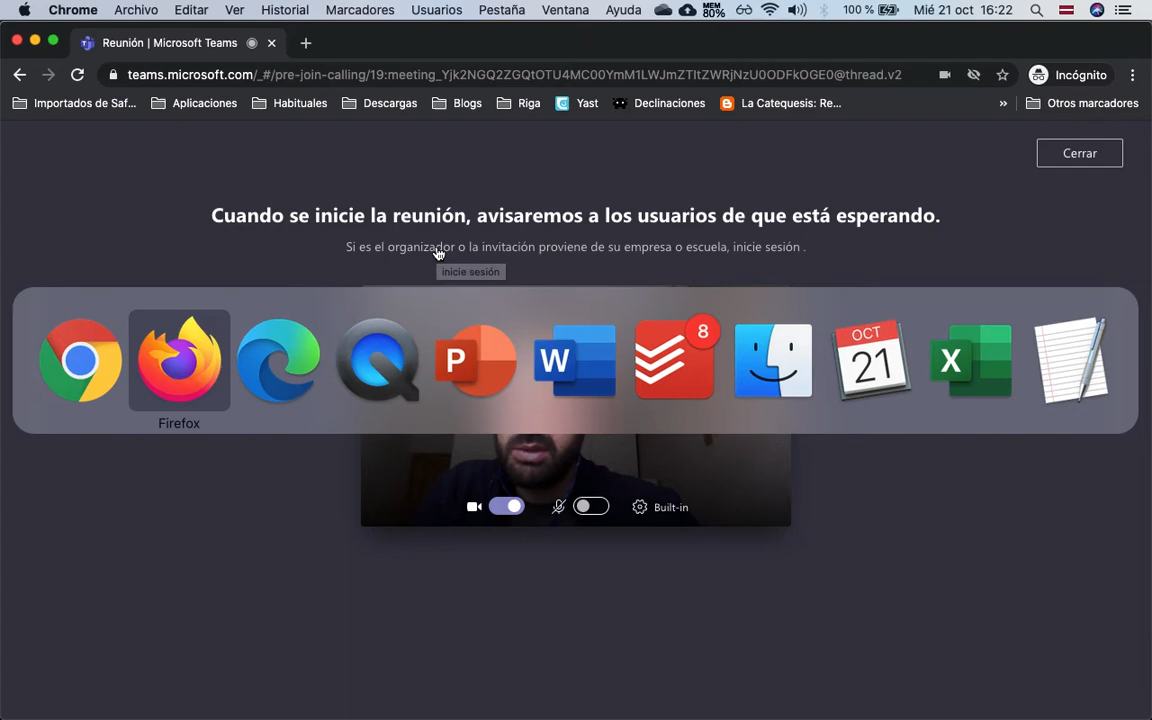 Chrome Archivo Editar Ver Historial Marcadores Usuarios Pestaña Ventana Ayuda MEM 80% 100 % Mié 21 oct 16:22
Reunión | Microsoft Teams
teams.microsoft.com/_#/pre-join-calling/19:meeting_Yjk2NGQ2ZGQtOTU4MC00YmM1LWJmZTItZWRjNzU0ODFkOGE0@thread.v2 Incógnito
Importados de Saf... Aplicaciones Habituales Descargas Blogs Riga Yast Declinaciones La Catequesis: Re... » Otros marcadores
Cerrar
Cuando se inicie la reunión, avisaremos a los usuarios de que está esperando.
Si es el organizador o la invitación proviene de su empresa o escuela, inicie sesión .
inicie sesión
P W 8 OCT 21 X
Firefox
Built-in